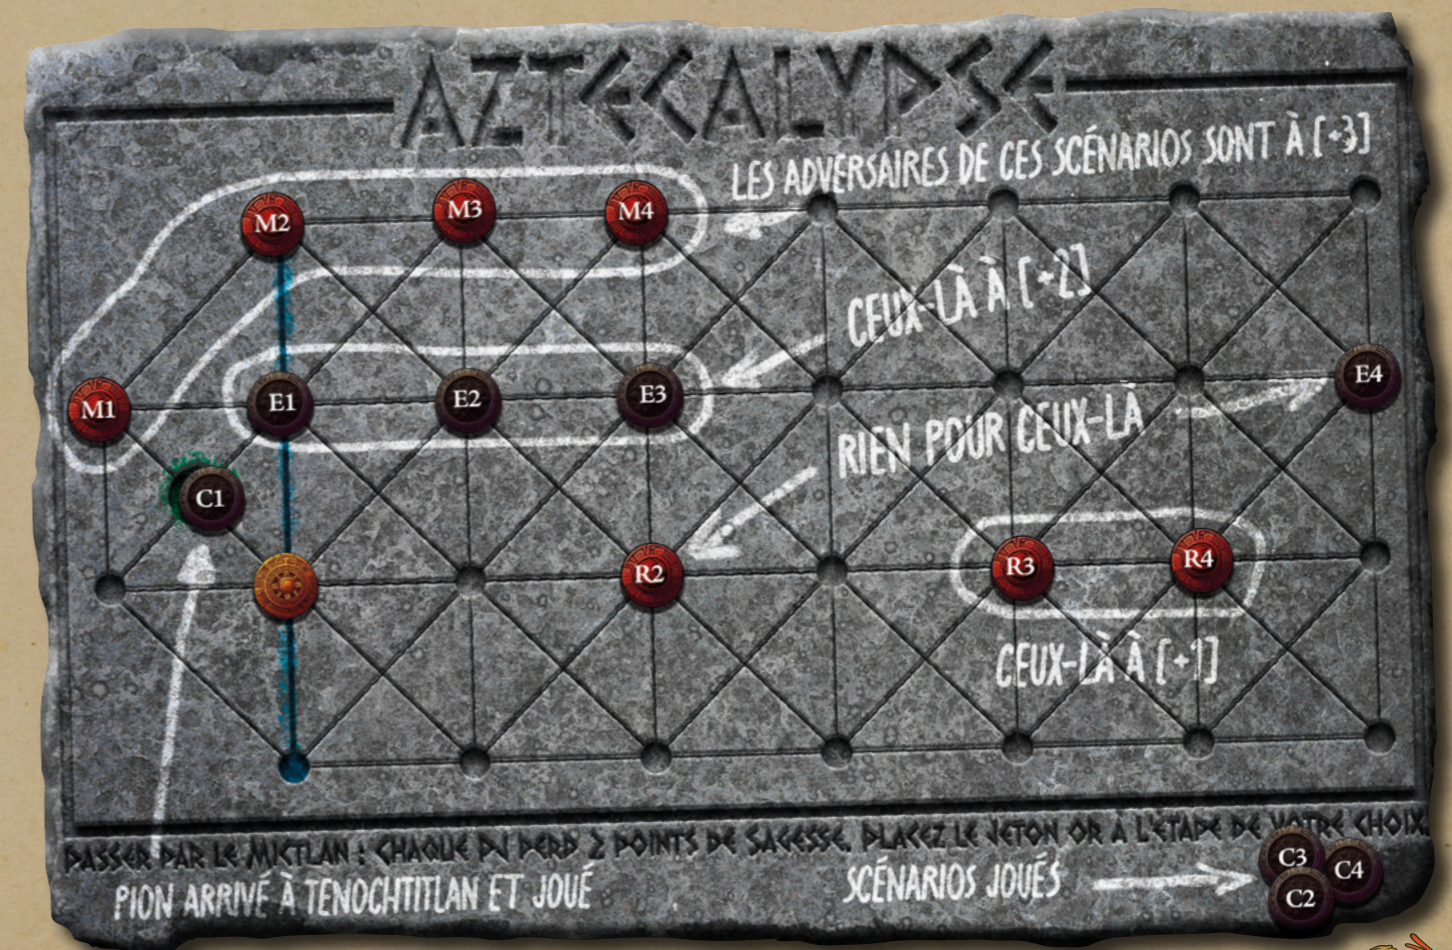 AZTECALYPSE
LES ADVERSAIRES DE CES SCÉNARIOS SONT À [+3]
M2
M3
M4
CEUX-LÀ À [+2]
M1
E1
E2
E3
E4
RIEN POUR CEUX-LÀ
C1
R2
R3
R4
CEUX-LÀ À [+1]
PASSER PAR LE MICTLAN : CHAQUE PJ PERD 2 POINTS DE SAGESSE. PLACEZ LE JETON OR À L'ÉTAPE DE VOTRE CHOIX.
PION ARRIVÉ À TENOCHTITLAN ET JOUÉ
SCÉNARIOS JOUÉS
C3
C4
C2